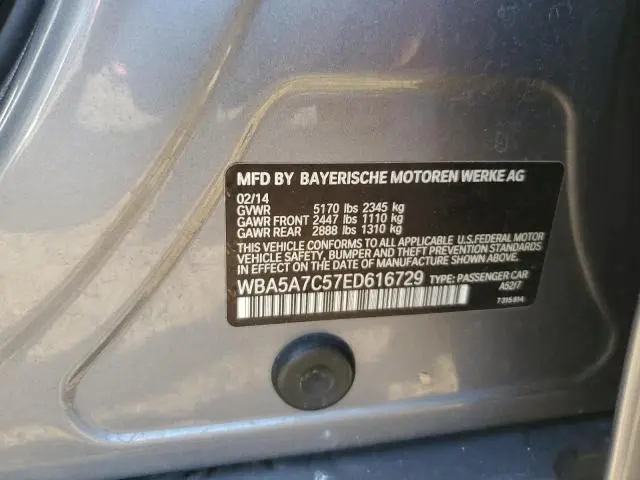 MFD BY BAYERISCHE MOTOREN WERKE AG
02/14
GVWR 5170 lbs 2345 kg
GAWR FRONT 2447 lbs 1110 kg
GAWR REAR 2888 lbs 1310 kg
THIS VEHICLE CONFORMS TO ALL APPLICABLE U.S.FEDERAL MOTOR
VEHICLE SAFETY, BUMPER AND THEFT PREVENTION STANDARDS
IN EFFECT ON THE DATE OF MANUFACTURE SHOWN ABOVE.
WBA5A7C57ED616729 TYPE: PASSENGER CAR
A52/7